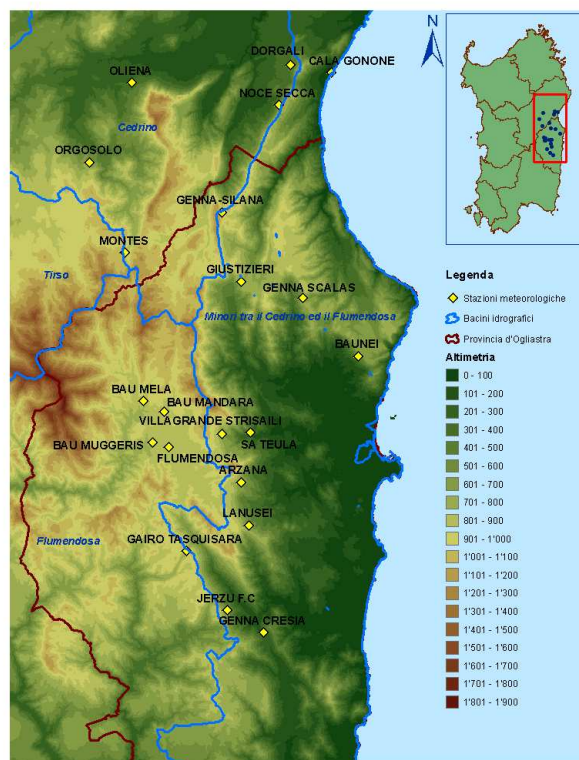 N
DORGALI
CALA GONONE
OLIENA
NOCE SECCA
Cedrino
ORGOSOLO
GENNA-SILANA
MONTES
Tirso
GIUSTIZIERI
GENNA SCALAS
Minori tra il Cedrino ed il Flumendosa
BAUNEI
BAU MELA
BAU MANDARA
VILLAGRANDE STRISAILI
BAU MUGGERIS
SA TEULA
FLUMENDOSA
ARZANA
LANUSEI
Flumendosa
GAIRO TASQUISARA
JERZU F.C
GENNA CRESIA
Legenda
Stazioni meteorologiche
Bacini idrografici
Provincia d'Ogliastra
Altimetria
0 - 100
101 - 200
201 - 300
301 - 400
401 - 500
501 - 600
601 - 700
701 - 800
801 - 900
901 - 1'000
1'001 - 1'100
1'101 - 1'200
1'201 - 1'300
1'301 - 1'400
1'401 - 1'500
1'501 - 1'600
1'601 - 1'700
1'701 - 1'800
1'801 - 1'900